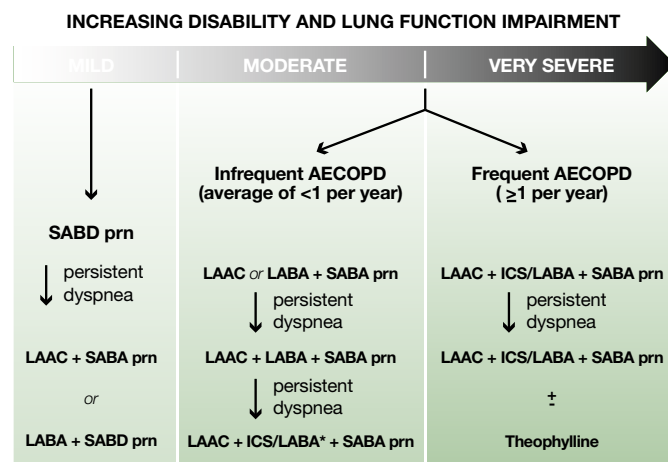 INCREASING DISABILITY AND LUNG FUNCTION IMPAIRMENT
MILD
MODERATE
VERY SEVERE
SABD prn
persistent
dyspnea
LAAC + SABA prn
or
LABA + SABD prn
Infrequent AECOPD
(average of <1 per year)
LAAC or LABA + SABA prn
persistent
dyspnea
LAAC + LABA + SABA prn
persistent
dyspnea
LAAC + ICS/LABA* + SABA prn
Frequent AECOPD
( ≥1 per year)
LAAC + ICS/LABA + SABA prn
persistent
dyspnea
LAAC + ICS/LABA + SABA prn
±
Theophylline